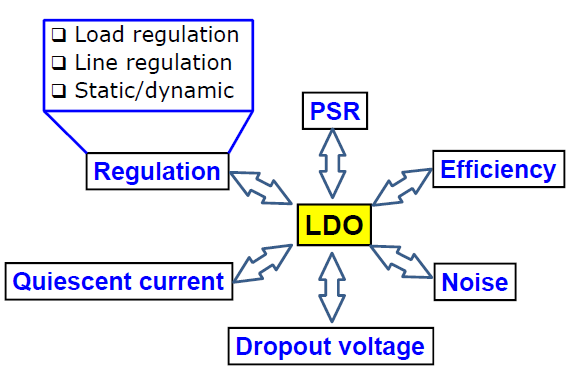 ❑ Load regulation
❑ Line regulation
❑ Static/dynamic
PSR
Regulation
Efficiency
LDO
Quiescent current
Noise
Dropout voltage